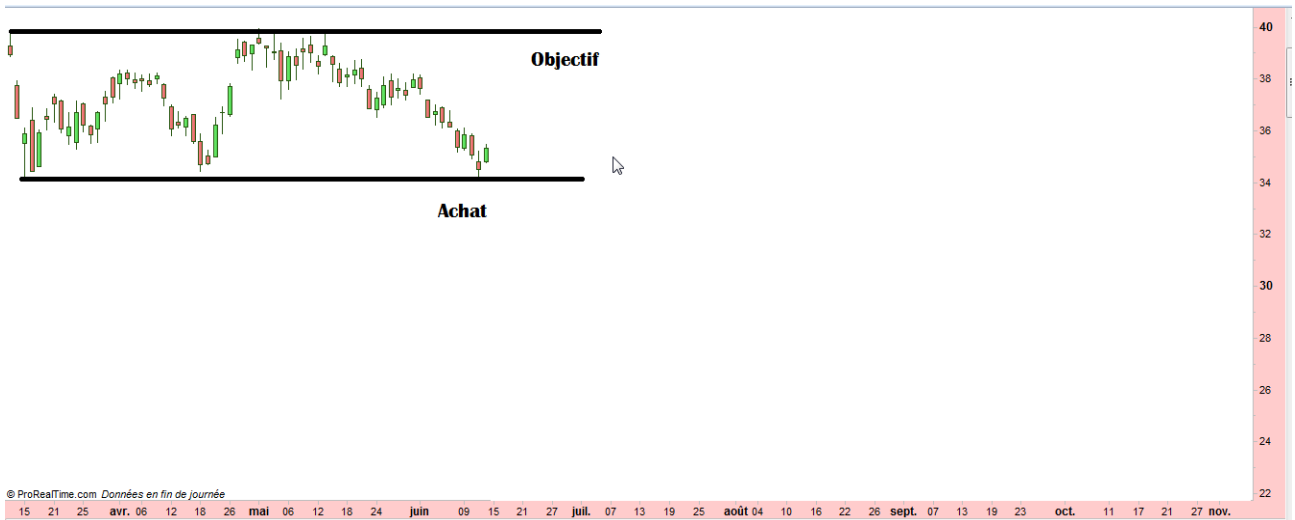 40
Objectif
38
36
34
Achat
32
30
28
26
24
22
© ProRealTime.com Données en fin de journée
15 21 25 avr. 06 12 18 26 mai 06 12 18 24 juin 09 15 21 27 juil. 07 13 19 25 août 04 10 16 22 26 sept. 07 13 19 23 oct. 11 17 21 27 nov.